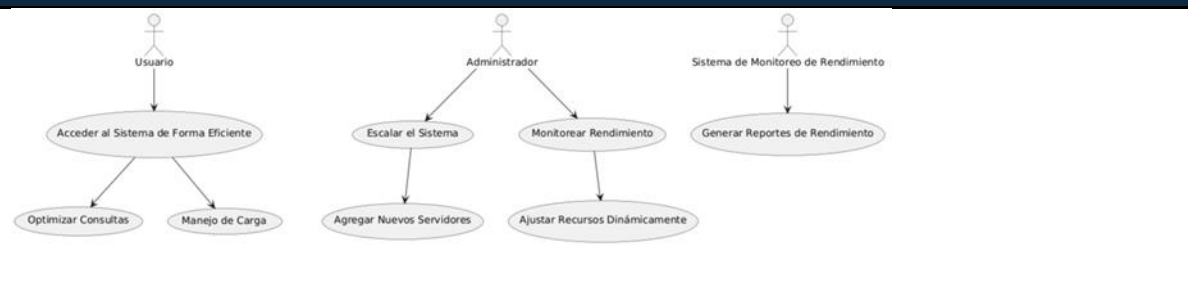 Usuario
Administrador
Sistema de Monitoreo de Rendimiento
Acceder al Sistema de Forma Eficiente
Escalar el Sistema
Monitorear Rendimiento
Generar Reportes de Rendimiento
Optimizar Consultas
Manejo de Carga
Agregar Nuevos Servidores
Ajustar Recursos Dinámicamente